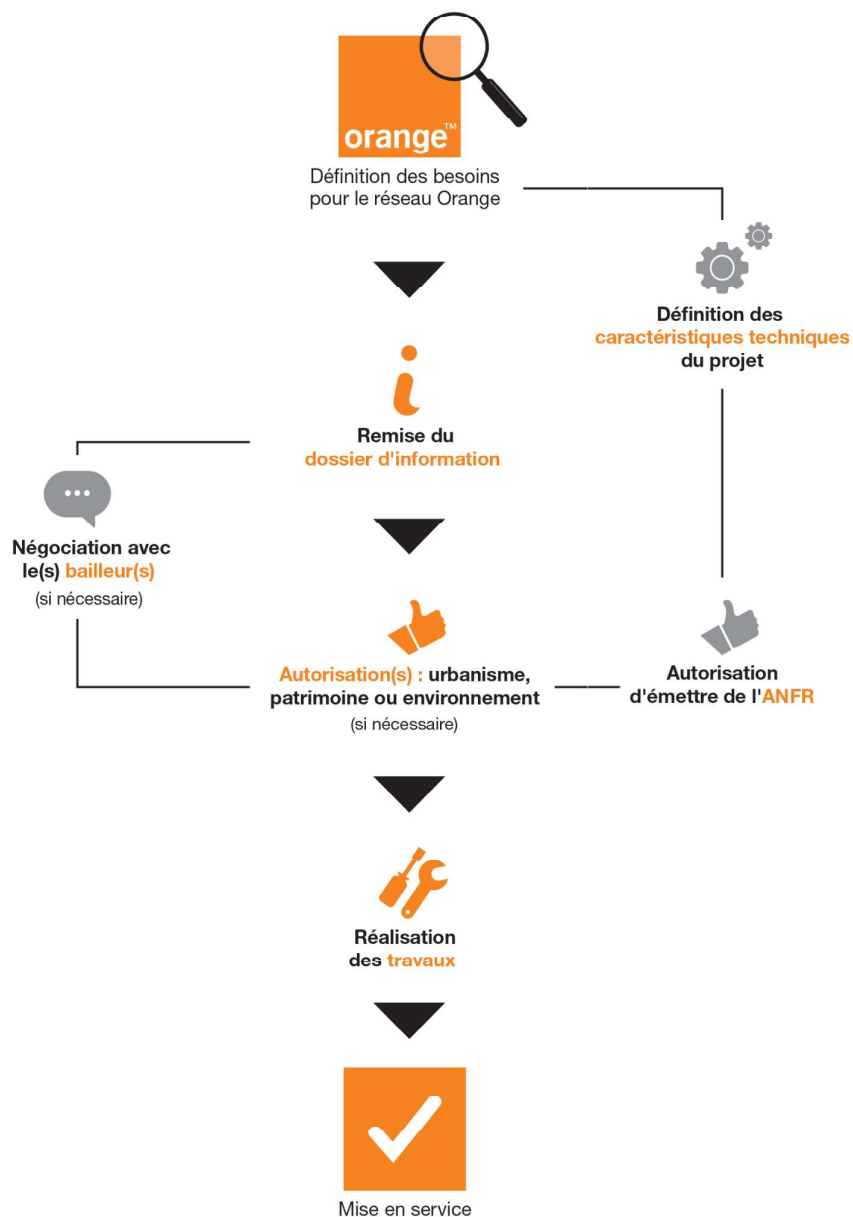 orange™
Définition des besoins
pour le réseau Orange
Définition des
caractéristiques techniques
du projet
Remise du
dossier d'information
Négociation avec
le(s) bailleur(s)
(si nécessaire)
Autorisation(s) : urbanisme,
patrimoine ou environnement
(si nécessaire)
Autorisation
d'émettre de l'ANFR
Réalisation
des travaux
Mise en service